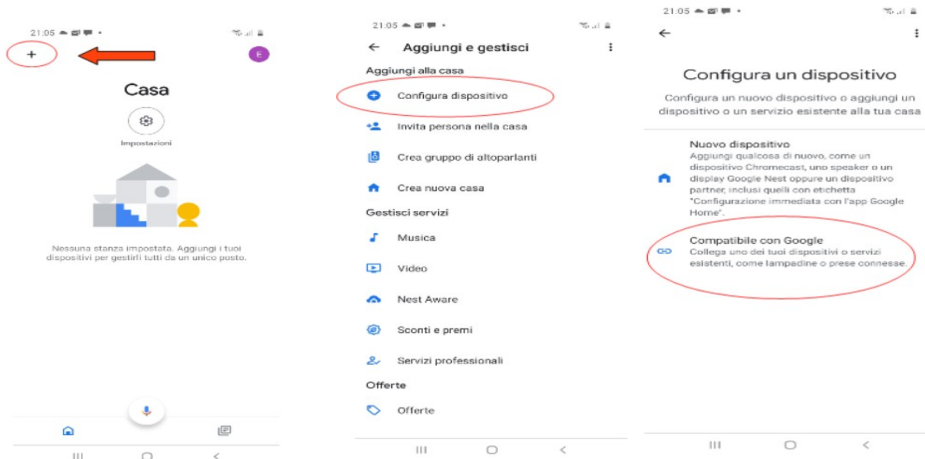 21:05
+
E
Casa
Impostazioni
Nessuna stanza impostata. Aggiungi i tuoi
dispositivi per gestirli tutti da un unico posto.
21:05
Aggiungi e gestisci
Aggiungi alla casa
Configura dispositivo
Invita persona nella casa
Crea gruppo di altoparlanti
Crea nuova casa
Gestisci servizi
Musica
Video
Nest Aware
Sconti e premi
Servizi professionali
Offerte
Offerte
21:05
Configura un dispositivo
Configura un nuovo dispositivo o aggiungi un
dispositivo o un servizio esistente alla tua casa
Nuovo dispositivo
Aggiungi qualcosa di nuovo, come un
dispositivo Chromecast, uno speaker o un
display Google Nest oppure un dispositivo
partner, inclusi quelli con etichetta
"Configurazione immediata con l'app Google
Home".
Compatibile con Google
Collega uno dei tuoi dispositivi o servizi
esistenti, come lampadine o prese connesse.